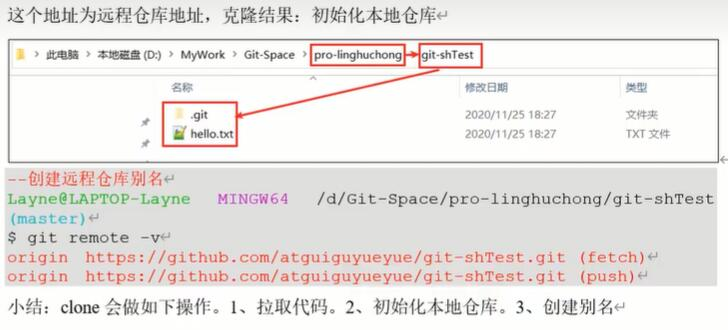 这个地址为远程仓库地址，克隆结果：初始化本地仓库
此电脑 > 本地磁盘 (D:) > MyWork > Git-Space > pro-linghuchong > git-shTest
名称 修改日期 类型
.git 2020/11/25 18:27 文件夹
hello.txt 2020/11/25 18:27 TXT 文件
--创建远程仓库别名
Layne@LAPTOP-Layne MINGW64 /d/Git-Space/pro-linghuchong/git-shTest
(master)
$ git remote -v
origin https://github.com/atguiguyueyue/git-shTest.git (fetch)
origin https://github.com/atguiguyueyue/git-shTest.git (push)
小结：clone 会做如下操作。1、拉取代码。2、初始化本地仓库。3、创建别名